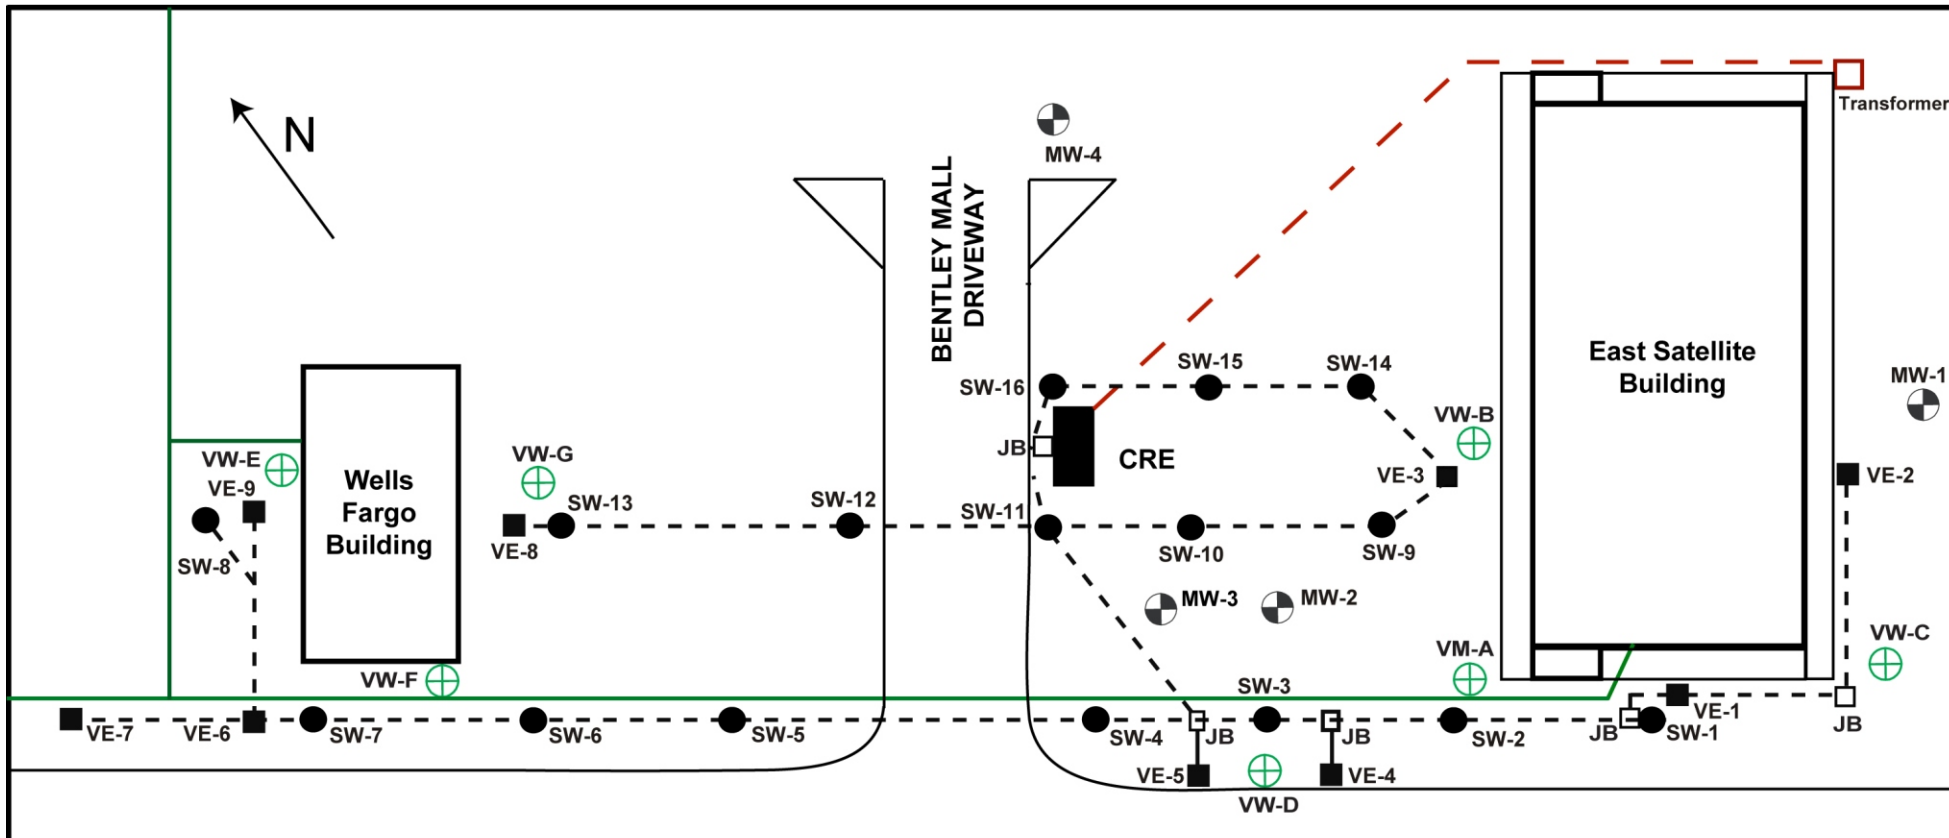 Transformer
N
MW-4
BENTLEY MALL
DRIVEWAY
East Satellite
Building
MW-1
SW-16
SW-15
SW-14
VW-B
JB
CRE
VE-3
VE-2
VW-E
VE-9
SW-8
Wells
Fargo
Building
VW-G
SW-13
VE-8
SW-12
SW-11
SW-10
SW-9
MW-3
MW-2
VM-A
VW-C
VW-F
SW-3
VE-1
VE-7
VE-6
SW-7
SW-6
SW-5
SW-4
JB
JB
SW-2
JB
SW-1
JB
VE-5
VW-D
VE-4